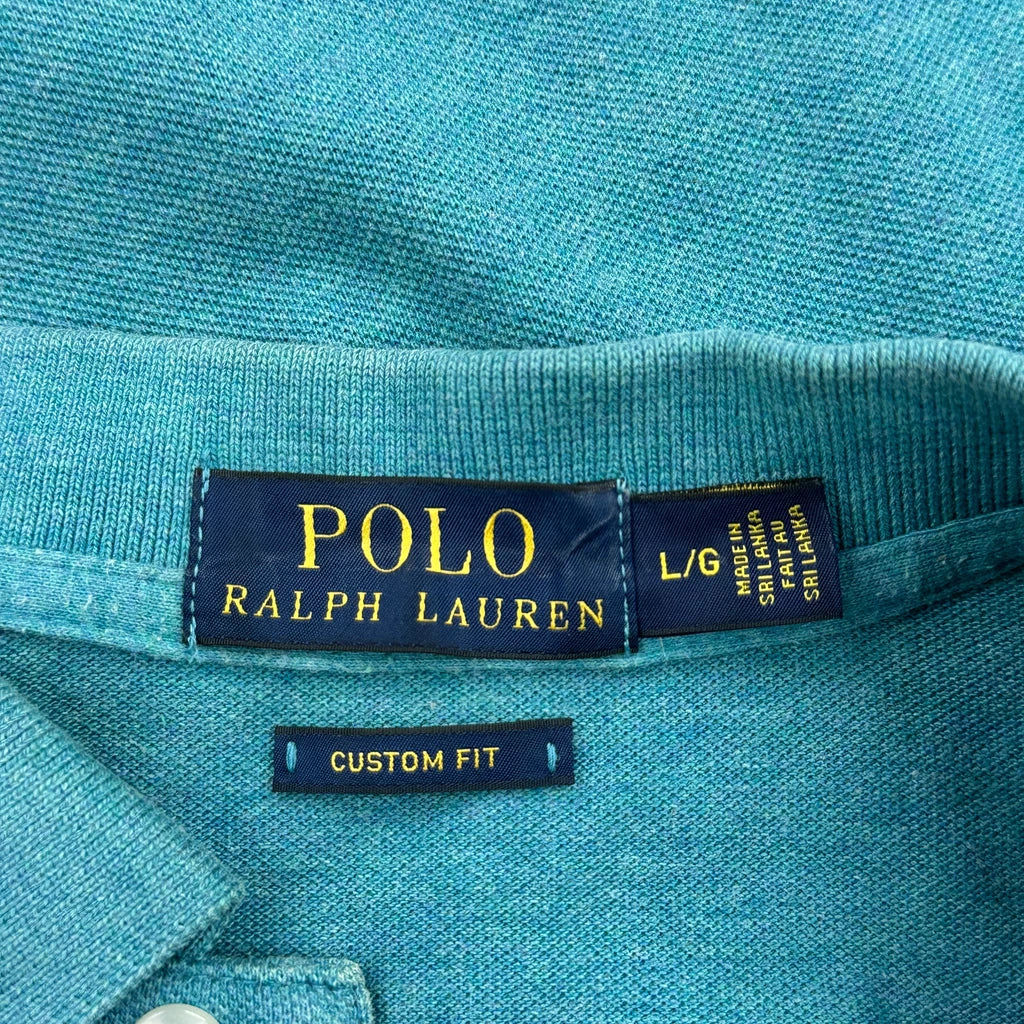 POLO
RALPH LAUREN
L/G
MADE IN
SRI LANKA
FAIT AU
SRI LANKA
CUSTOM FIT